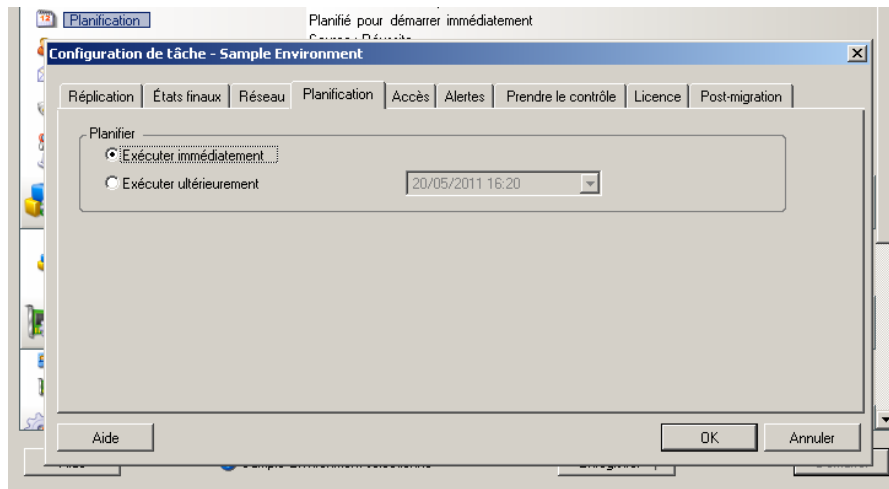 Planification
Planifié pour démarrer immédiatement
Configuration de tâche - Sample Environment
Réplication États finaux Réseau Planification Accès Alertes Prendre le contrôle Licence Post-migration
Planifier
Exécuter immédiatement
Exécuter ultérieurement 20/05/2011 16:20
Aide OK Annuler